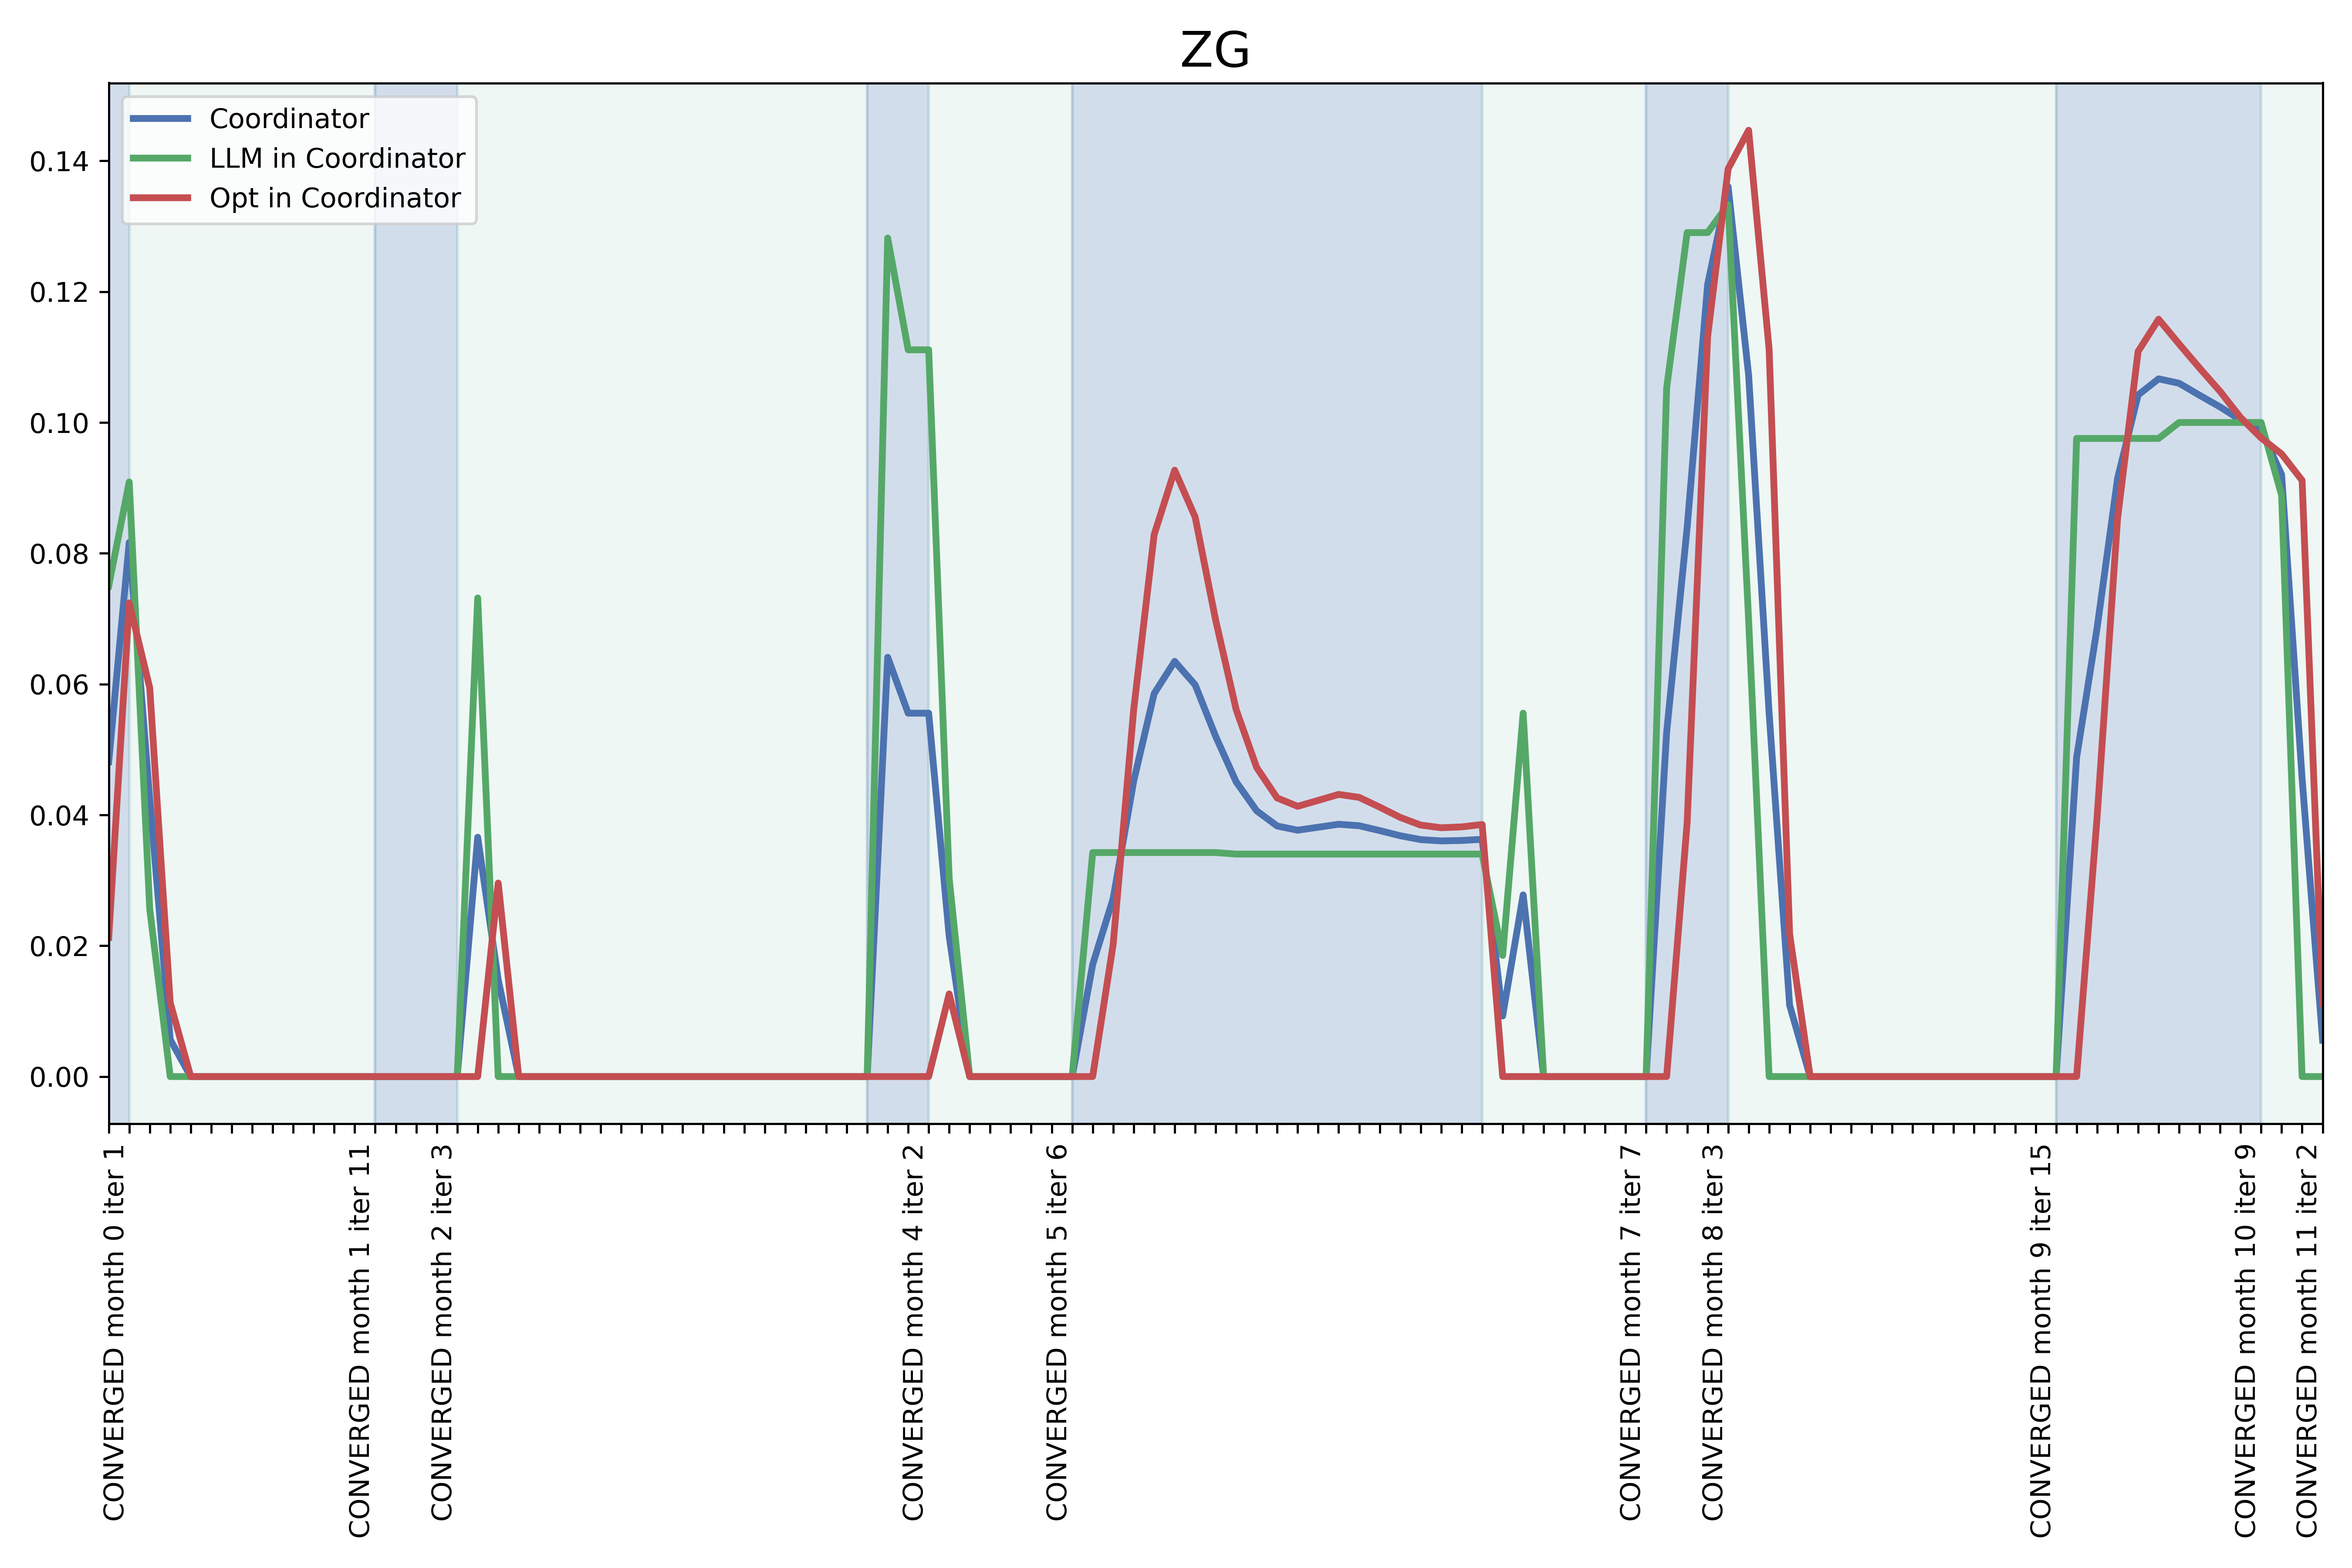 ZG
Coordinator
LLM in Coordinator
Opt in Coordinator
0.14
0.12
0.10
0.08
0.06
0.04
0.02
0.00
CONVERGED month 0 iter 1
CONVERGED month 1 iter 11
CONVERGED month 2 iter 3
CONVERGED month 4 iter 2
CONVERGED month 5 iter 6
CONVERGED month 7 iter 7
CONVERGED month 8 iter 3
CONVERGED month 9 iter 15
CONVERGED month 10 iter 9
CONVERGED month 11 iter 2